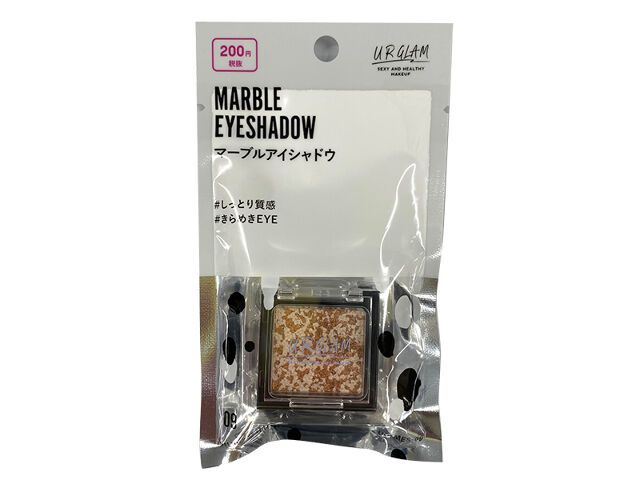 200円
税抜
URGLAM
SEXY AND HEALTHY
MAKEUP
MARBLE
EYESHADOW
マーブルアイシャドウ
#しっとり質感
#きらめきEYE
URGLAM
09